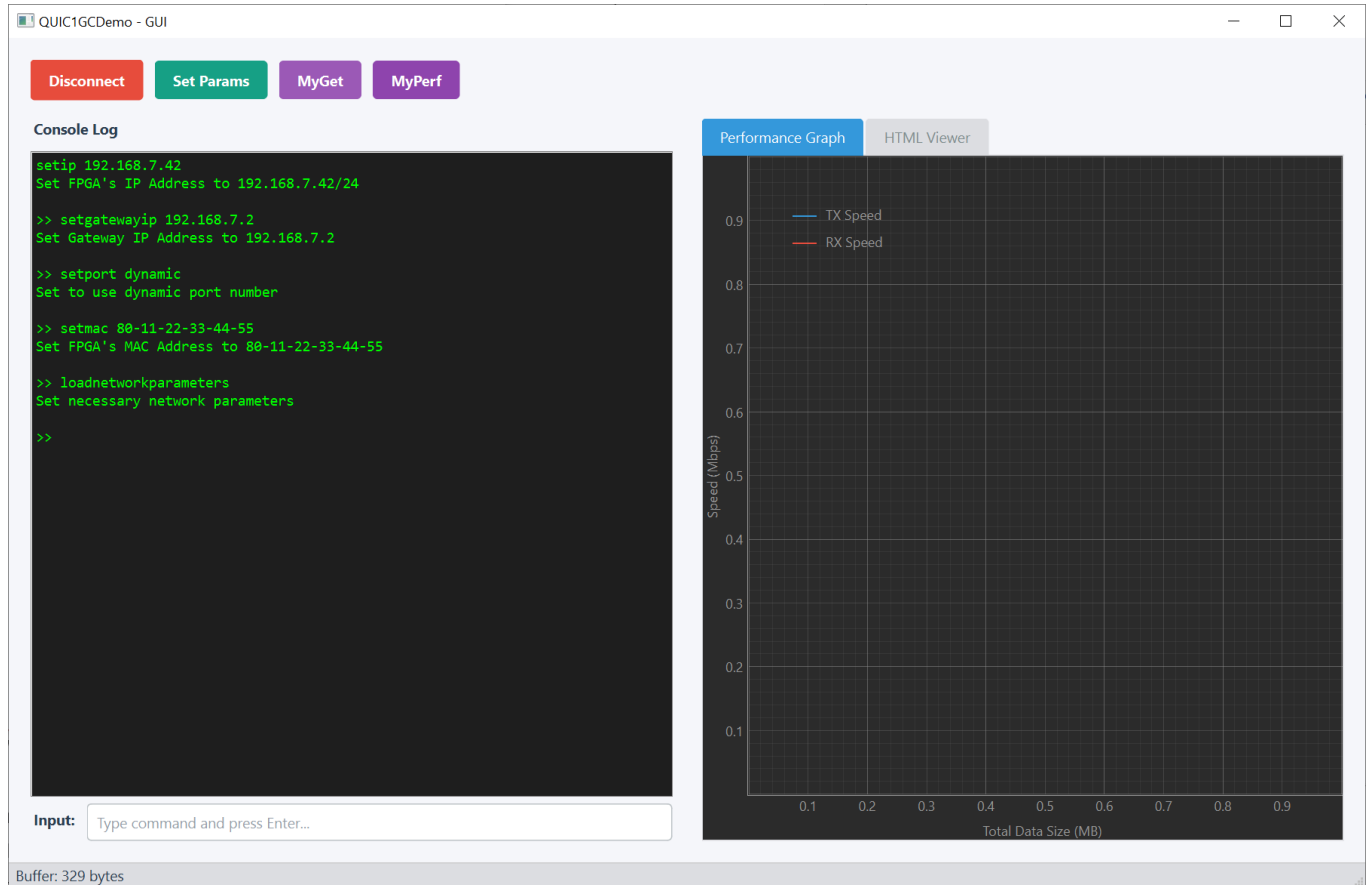 QUIC1GCDemo - GUI
Disconnect
Set Params
MyGet
MyPerf
Console Log
setip 192.168.7.42
Set FPGA's IP Address to 192.168.7.42/24
>> setgatewayip 192.168.7.2
Set Gateway IP Address to 192.168.7.2
>> setport dynamic
Set to use dynamic port number
>> setmac 80-11-22-33-44-55
Set FPGA's MAC Address to 80-11-22-33-44-55
>> loadnetworkparameters
Set necessary network parameters
>>
Input:
Type command and press Enter...
Performance Graph
HTML Viewer
TX Speed
RX Speed
0.9
0.8
0.7
0.6
0.5
0.4
0.3
0.2
0.1
Speed (Mbps)
0.1 0.2 0.3 0.4 0.5 0.6 0.7 0.8 0.9
Total Data Size (MB)
Buffer: 329 bytes